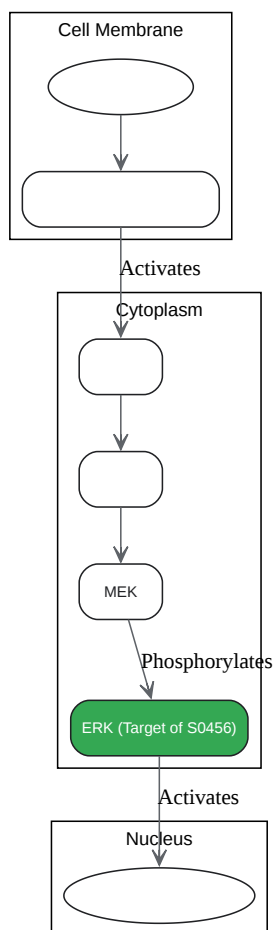 Cell Membrane
Activates
Cytoplasm
MEK
Phosphorylates
ERK (Target of S0456)
Activates
Nucleus